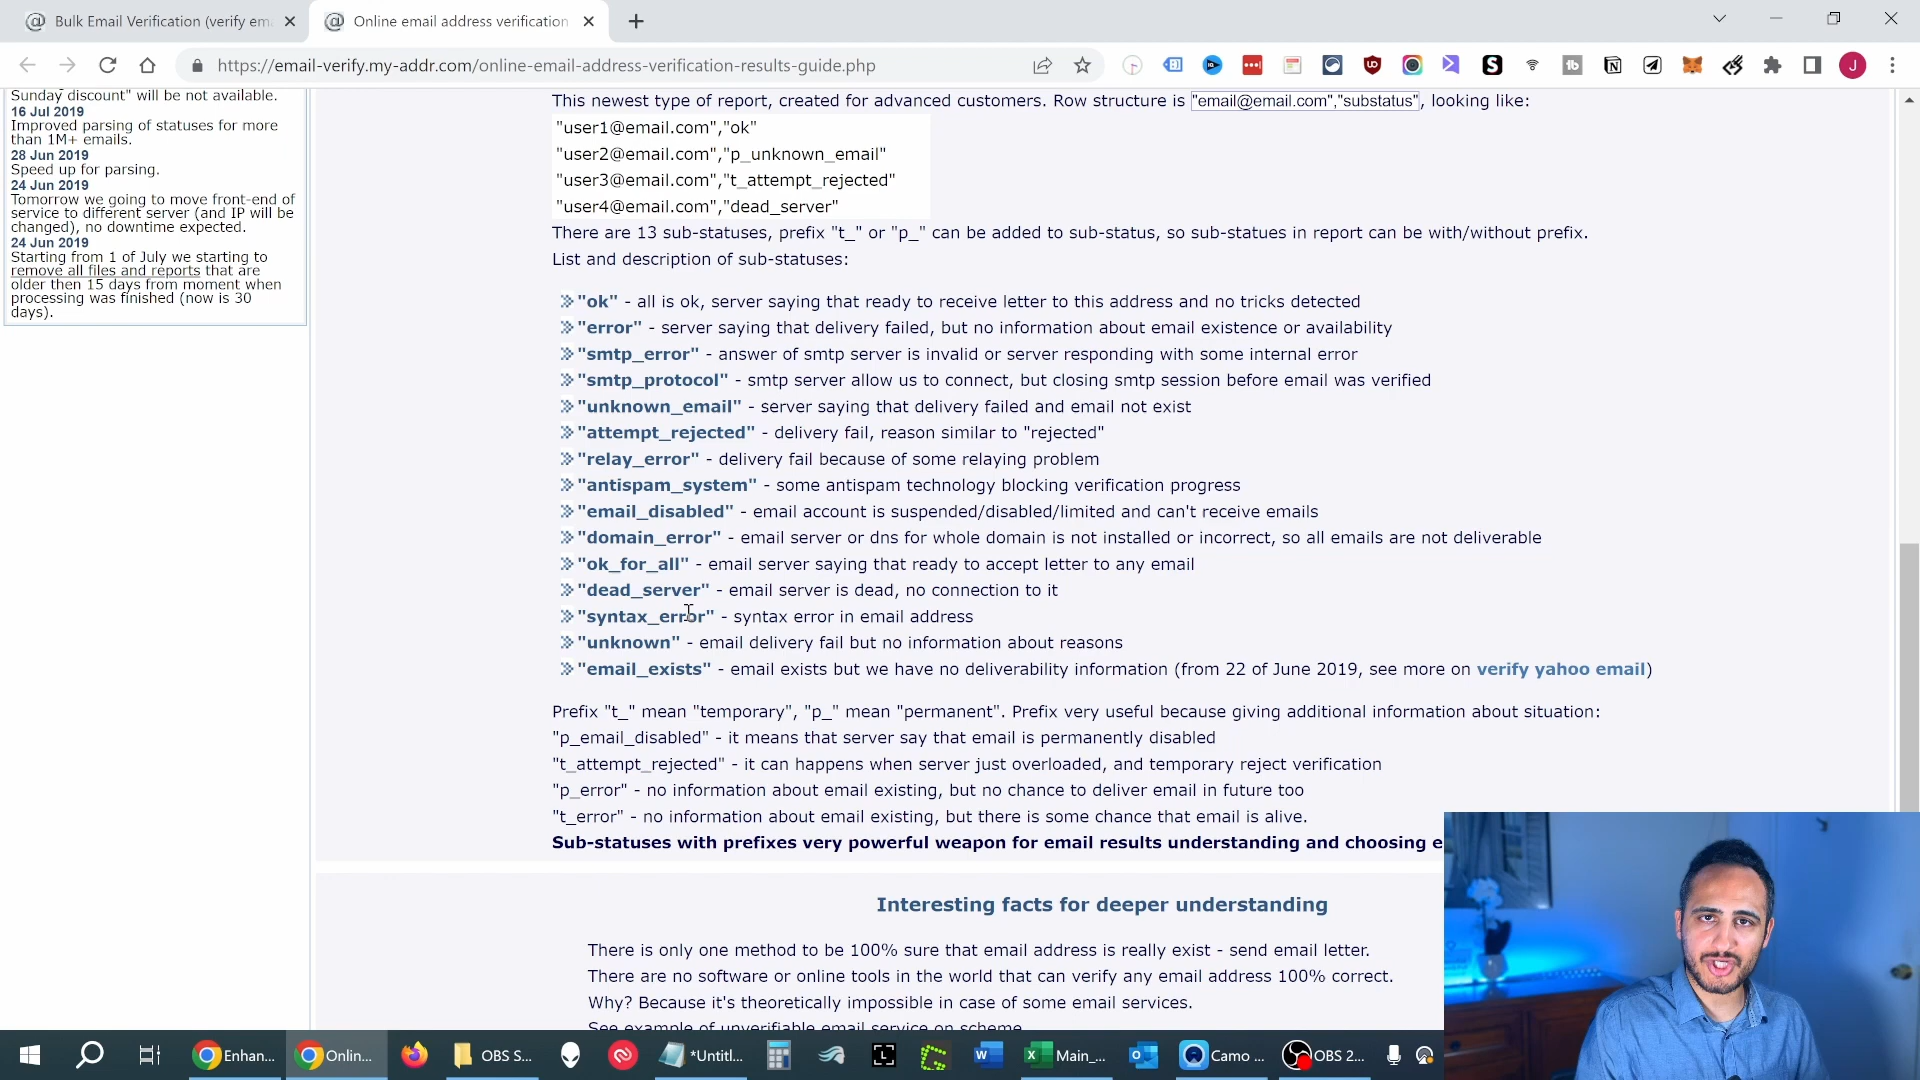 Bulk Email Verification (verify ema
Online email address verification
https://email-verify.my-addr.com/online-email-address-verification-results-guide.php
J
Sunday discount" will be not available.
16 Jul 2019
Improved parsing of statuses for more
than 1M+ emails.
28 Jun 2019
Speed up for parsing.
24 Jun 2019
Tomorrow we going to move front-end of
service to different server (and IP will be
changed), no downtime expected.
24 Jun 2019
Starting from 1 of July we starting to
remove all files and reports that are
older then 15 days from moment when
processing was finished (now is 30
days).
This newest type of report, created for advanced customers. Row structure is "email@email.com","substatus", looking like:
"user1@email.com","ok"
"user2@email.com","p_unknown_email"
"user3@email.com","t_attempt_rejected"
"user4@email.com","dead_server"
There are 13 sub-statuses, prefix "t_" or "p_" can be added to sub-status, so sub-statues in report can be with/without prefix.
List and description of sub-statuses:
"ok" - all is ok, server saying that ready to receive letter to this address and no tricks detected
"error" - server saying that delivery failed, but no information about email existence or availability
"smtp_error" - answer of smtp server is invalid or server responding with some internal error
"smtp_protocol" - smtp server allow us to connect, but closing smtp session before email was verified
"unknown_email" - server saying that delivery failed and email not exist
"attempt_rejected" - delivery fail, reason similar to "rejected"
"relay_error" - delivery fail because of some relaying problem
"antispam_system" - some antispam technology blocking verification progress
"email_disabled" - email account is suspended/disabled/limited and can't receive emails
"domain_error" - email server or dns for whole domain is not installed or incorrect, so all emails are not deliverable
"ok_for_all" - email server saying that ready to accept letter to any email
"dead_server" - email server is dead, no connection to it
"syntax_error" - syntax error in email address
"unknown" - email delivery fail but no information about reasons
"email_exists" - email exists but we have no deliverability information (from 22 of June 2019, see more on verify yahoo email)
Prefix "t_" mean "temporary", "p_" mean "permanent". Prefix very useful because giving additional information about situation:
"p_email_disabled" - it means that server say that email is permanently disabled
"t_attempt_rejected" - it can happens when server just overloaded, and temporary reject verification
"p_error" - no information about email existing, but no chance to deliver email in future too
"t_error" - no information about email existing, but there is some chance that email is alive.
Sub-statuses with prefixes very powerful weapon for email results understanding and choosing e
Interesting facts for deeper understanding
There is only one method to be 100% sure that email address is really exist - send email letter.
There are no software or online tools in the world that can verify any email address 100% correct.
Why? Because it's theoretically impossible in case of some email services.
See example of unverifiable email service on scheme
Enhan...
Onlin...
OBS S...
*Untitl...
Main_...
Camo ...
OBS 2...